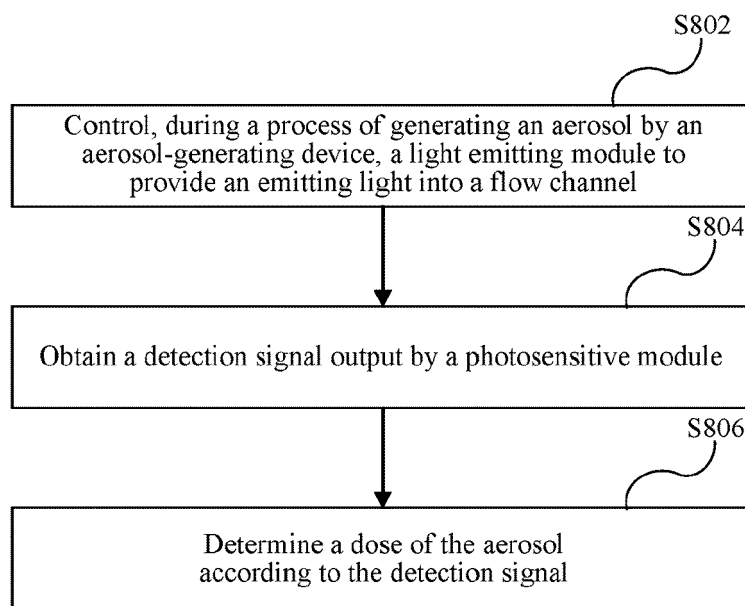 S802
Control, during a process of generating an aerosol by an
aerosol-generating device, a light emitting module to
provide an emitting light into a flow channel
S804
Obtain a detection signal output by a photosensitive module
S806
Determine a dose of the aerosol
according to the detection signal